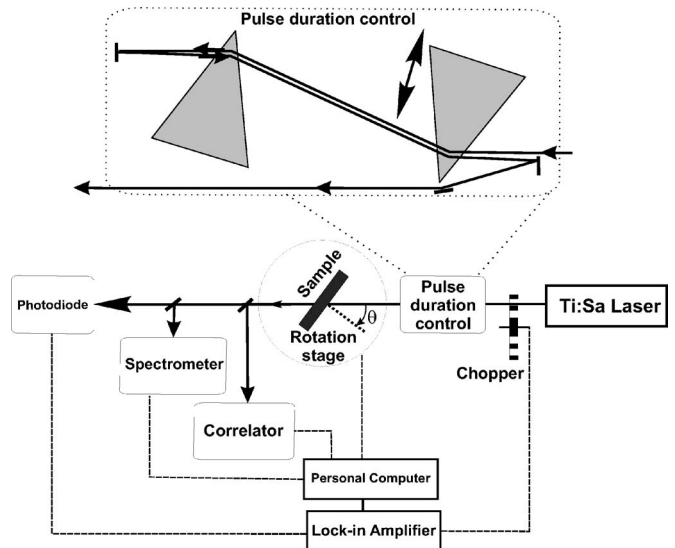 Pulse duration control
Sample
θ
Rotation
stage
Pulse
duration
control
Ti:Sa Laser
Photodiode
Chopper
Spectrometer
Correlator
Personal Computer
Lock-in Amplifier